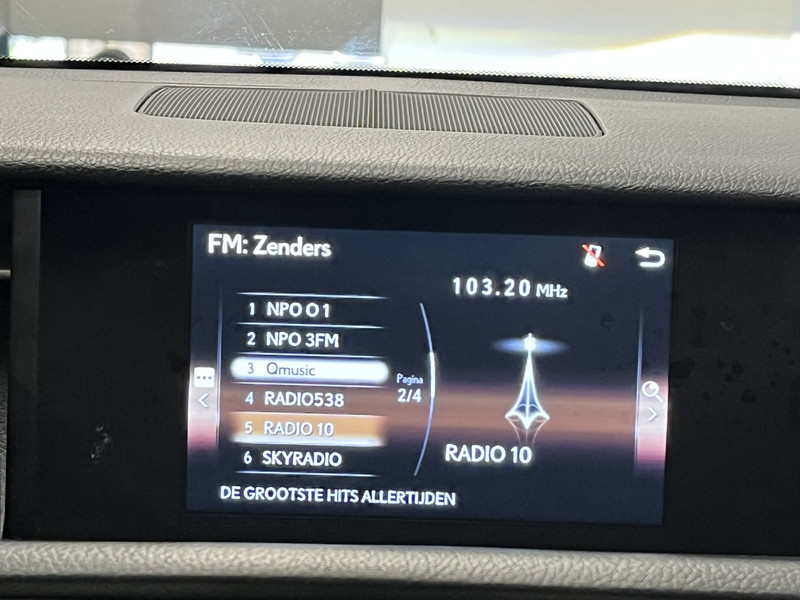 FM: Zenders
103.20 MHz
1 NPO O 1
2 NPO 3FM
3 Qmusic
4 RADIO538
5 RADIO 10
6 SKYRADIO
Pagina
2/4
RADIO 10
DE GROOTSTE HITS ALLERTIJDEN